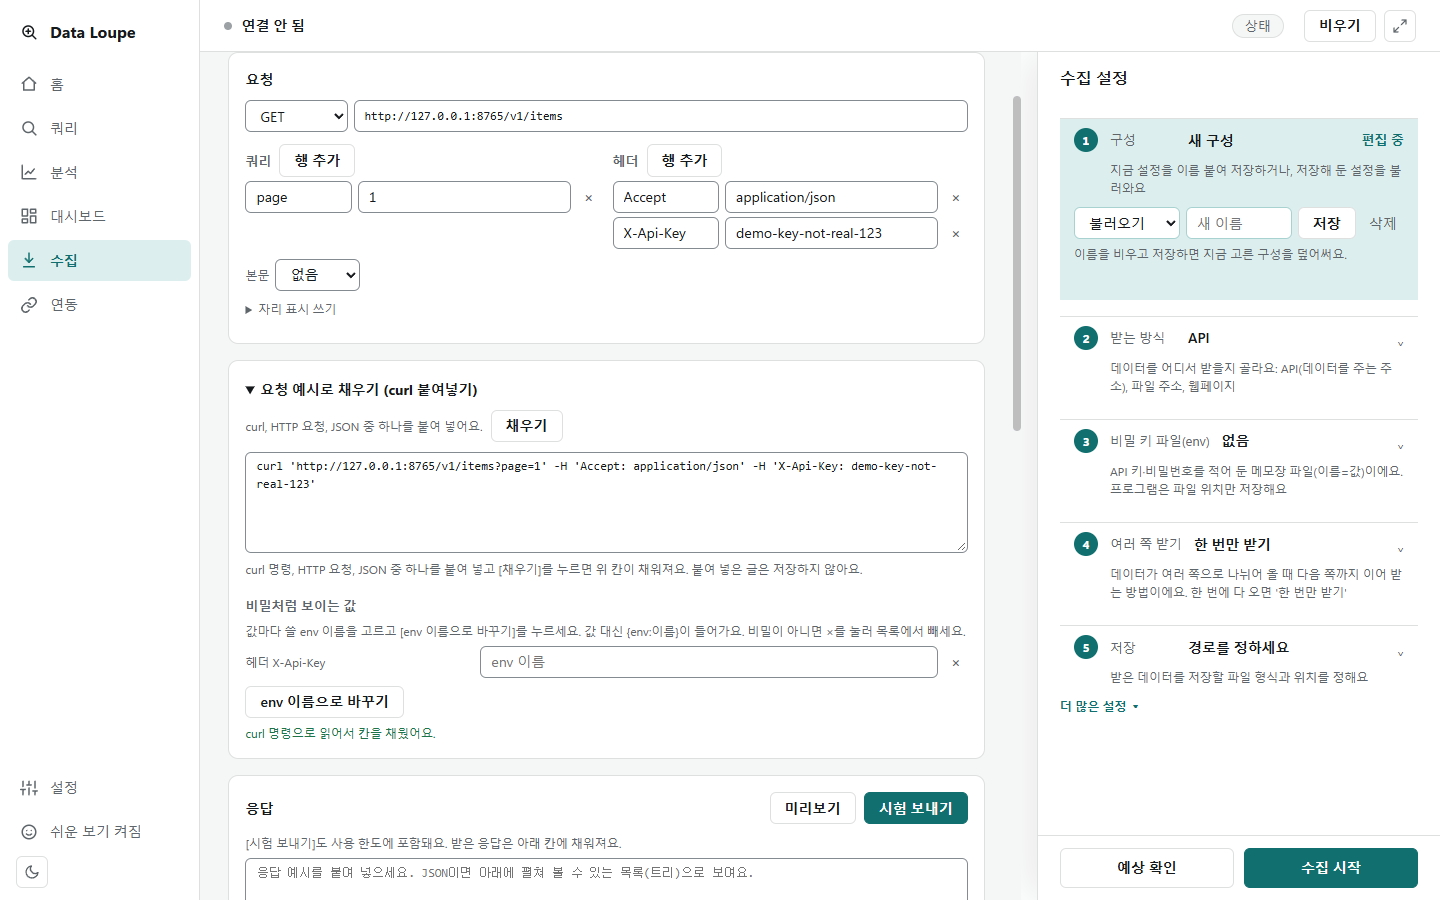 Data Loupe
홈
쿼리
분석
대시보드
수집
연동
설정
쉬운 보기 켜짐
연결 안 됨
상태
비우기
요청
GET
http://127.0.0.1:8765/v1/items
쿼리 행 추가
page 1 ×
헤더 행 추가
Accept application/json ×
X-Api-Key demo-key-not-real-123 ×
본문 없음
▶ 자리 표시 쓰기
▼ 요청 예시로 채우기 (curl 붙여넣기)
curl, HTTP 요청, JSON 중 하나를 붙여 넣어요. 채우기
curl 'http://127.0.0.1:8765/v1/items?page=1' -H 'Accept: application/json' -H 'X-Api-Key: demo-key-not-
real-123'
curl 명령, HTTP 요청, JSON 중 하나를 붙여 넣고 [채우기]를 누르면 위 칸이 채워져요. 붙여 넣은 글은 저장하지 않아요.
비밀처럼 보이는 값
값마다 쓸 env 이름을 고르고 [env 이름으로 바꾸기]를 누르세요. 값 대신 {env:이름}이 들어가요. 비밀이 아니면 ×를 눌러 목록에서 빼세요.
헤더 X-Api-Key env 이름 ×
env 이름으로 바꾸기
curl 명령으로 읽어서 칸을 채웠어요.
응답 미리보기 시험 보내기
[시험 보내기]도 사용 한도에 포함돼요. 받은 응답은 아래 칸에 채워져요.
응답 예시를 붙여 넣으세요. JSON이면 아래에 펼쳐 볼 수 있는 목록(트리)으로 보여요.
수집 설정
1 구성 새 구성 편집 중
지금 설정을 이름 붙여 저장하거나, 저장해 둔 설정을 불
러와요
불러오기 새 이름 저장 삭제
이름을 비우고 저장하면 지금 고른 구성을 덮어써요.
2 받는 방식 API
데이터를 어디서 받을지 골라요: API(데이터를 주는 주
소), 파일 주소, 웹페이지
3 비밀 키 파일(env) 없음
API 키·비밀번호를 적어 둔 메모장 파일(이름=값)이에요.
프로그램은 파일 위치만 저장해요
4 여러 쪽 받기 한 번만 받기
데이터가 여러 쪽으로 나뉘어 올 때 다음 쪽까지 이어 받
는 방법이에요. 한 번에 다 오면 '한 번만 받기'
5 저장 경로를 정하세요
받은 데이터를 저장할 파일 형식과 위치를 정해요
더 많은 설정 ▾
예상 확인 수집 시작